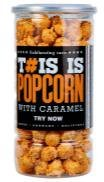 T#IS IS
POPCORN
WITH CARAMEL
TRY NOW